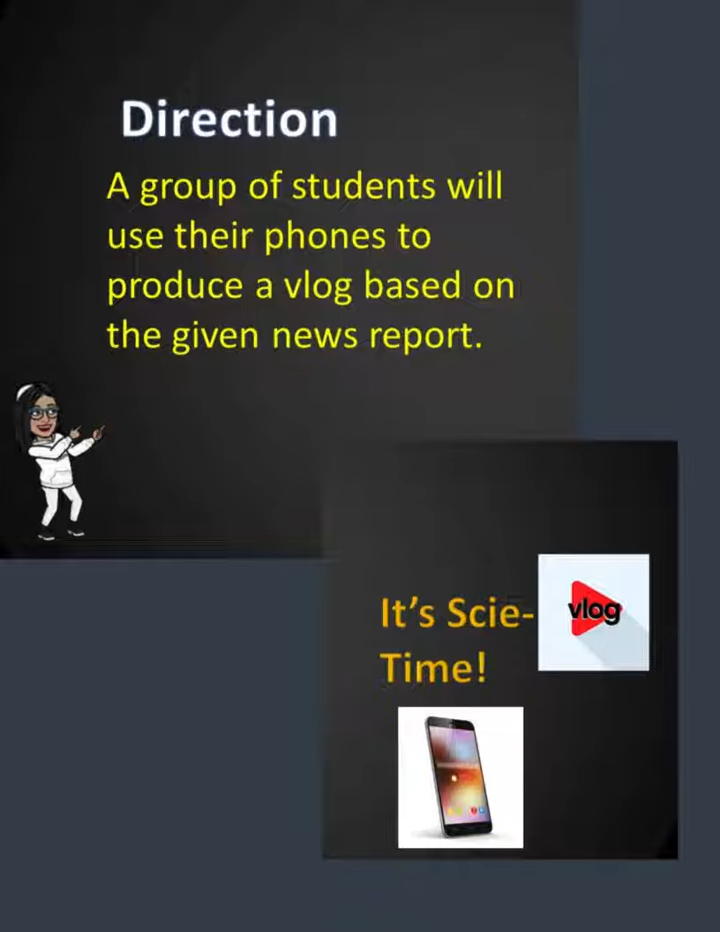 Direction
A group of students will
use their phones to
produce a vlog based on
the given news report.
It’s Scie-
Time!
vlog